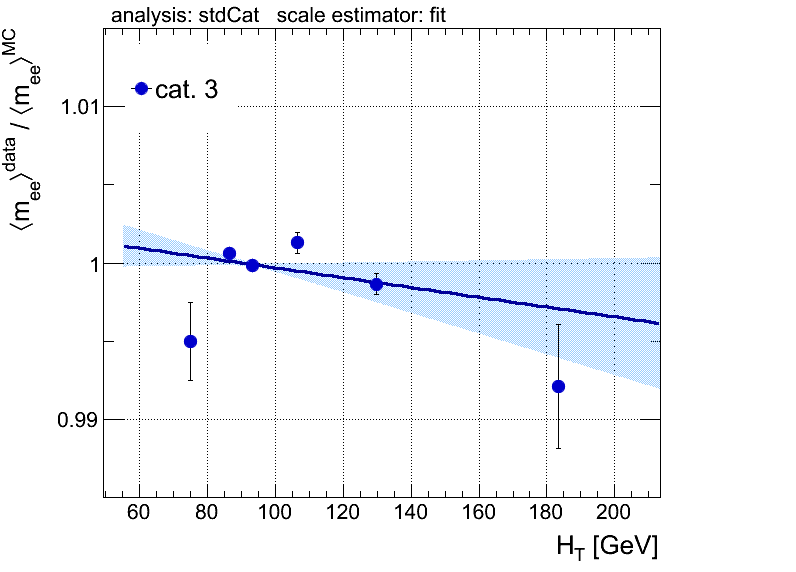 analysis: stdCat   scale estimator: fit
⟨m_ee⟩^data / ⟨m_ee⟩^MC
cat. 3
1.01
1
0.99
60 80 100 120 140 160 180 200
H_T [GeV]